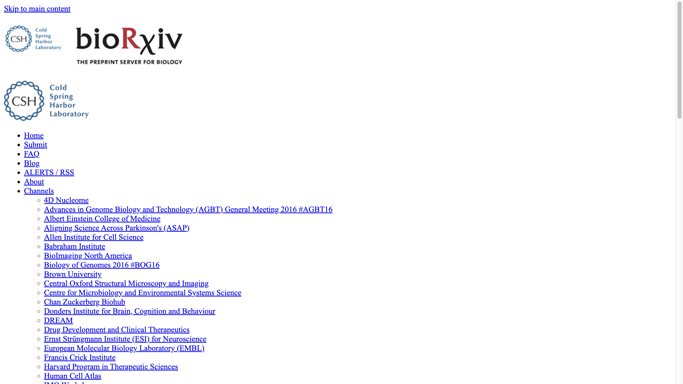 Skip to main content
CSH
Cold
Spring
Harbor
Laboratory
bioRxiv
THE PREPRINT SERVER FOR BIOLOGY
CSH
Cold
Spring
Harbor
Laboratory
Home
Submit
FAQ
Blog
ALERTS / RSS
About
Channels
4D Nucleome
Advances in Genome Biology and Technology (AGBT) General Meeting 2016 #AGBT16
Albert Einstein College of Medicine
Aligning Science Across Parkinson's (ASAP)
Allen Institute for Cell Science
Babraham Institute
BioImaging North America
Biology of Genomes 2016 #BOG16
Brown University
Central Oxford Structural Microscopy and Imaging
Centre for Microbiology and Environmental Systems Science
Chan Zuckerberg Biohub
Donders Institute for Brain, Cognition and Behaviour
DREAM
Drug Development and Clinical Therapeutics
Ernst Strüngmann Institute (ESI) for Neuroscience
European Molecular Biology Laboratory (EMBL)
Francis Crick Institute
Harvard Program in Therapeutic Sciences
Human Cell Atlas